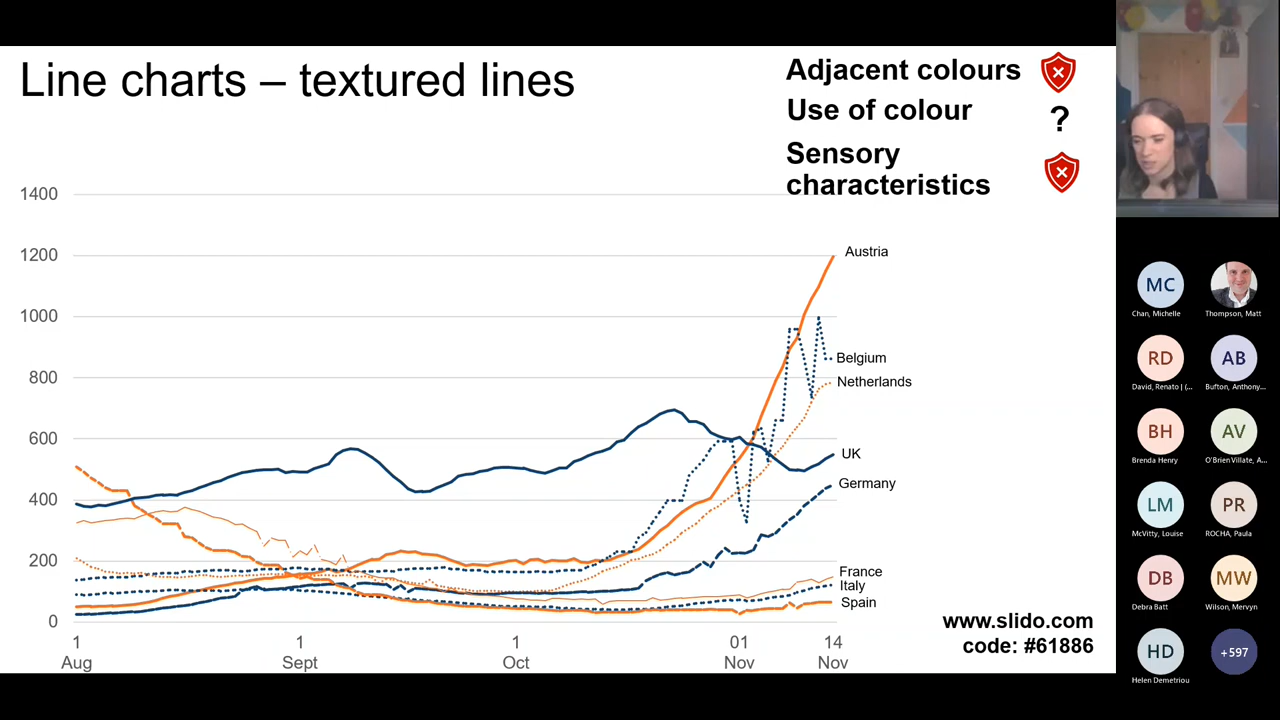 Line charts – textured lines
Adjacent colours
Use of colour
?
Sensory
characteristics
1400
1200
1000
800
600
400
200
0
Austria
Belgium
Netherlands
UK
Germany
France
Italy
Spain
1
Aug
1
Sept
1
Oct
01
Nov
14
Nov
www.slido.com
code: #61886
MC
Chan, Michelle
Thompson, Matt
RD
David, Renato | (...
AB
Bufton, Anthony...
BH
Brenda Henry
AV
O'Brien Villate, A...
LM
McVitty, Louise
PR
ROCHA, Paula
DB
Debra Batt
MW
Wilson, Mervyn
HD
Helen Demetriou
+597